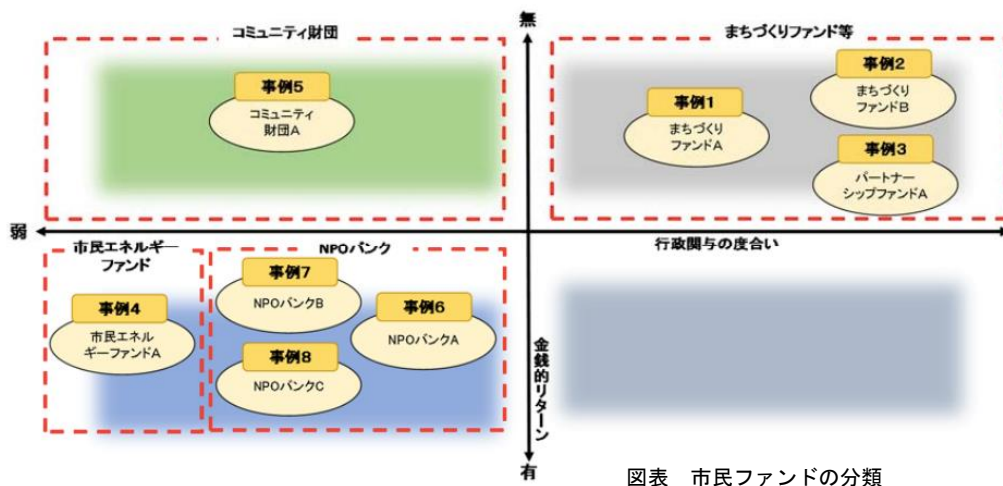 無
コミュニティ財団
まちづくりファンド等
事例5
コミュニティ
財団A
事例1
まちづくり
ファンドA
事例2
まちづくり
ファンドB
事例3
パートナー
シップファンドA
弱
行政関与の度合い
市民エネルギー
ファンド
NPOバンク
事例4
市民エネル
ギーファンドA
事例7
NPOバンクB
事例6
NPOバンクA
事例8
NPOバンクC
金銭的リターン
有
図表 市民ファンドの分類